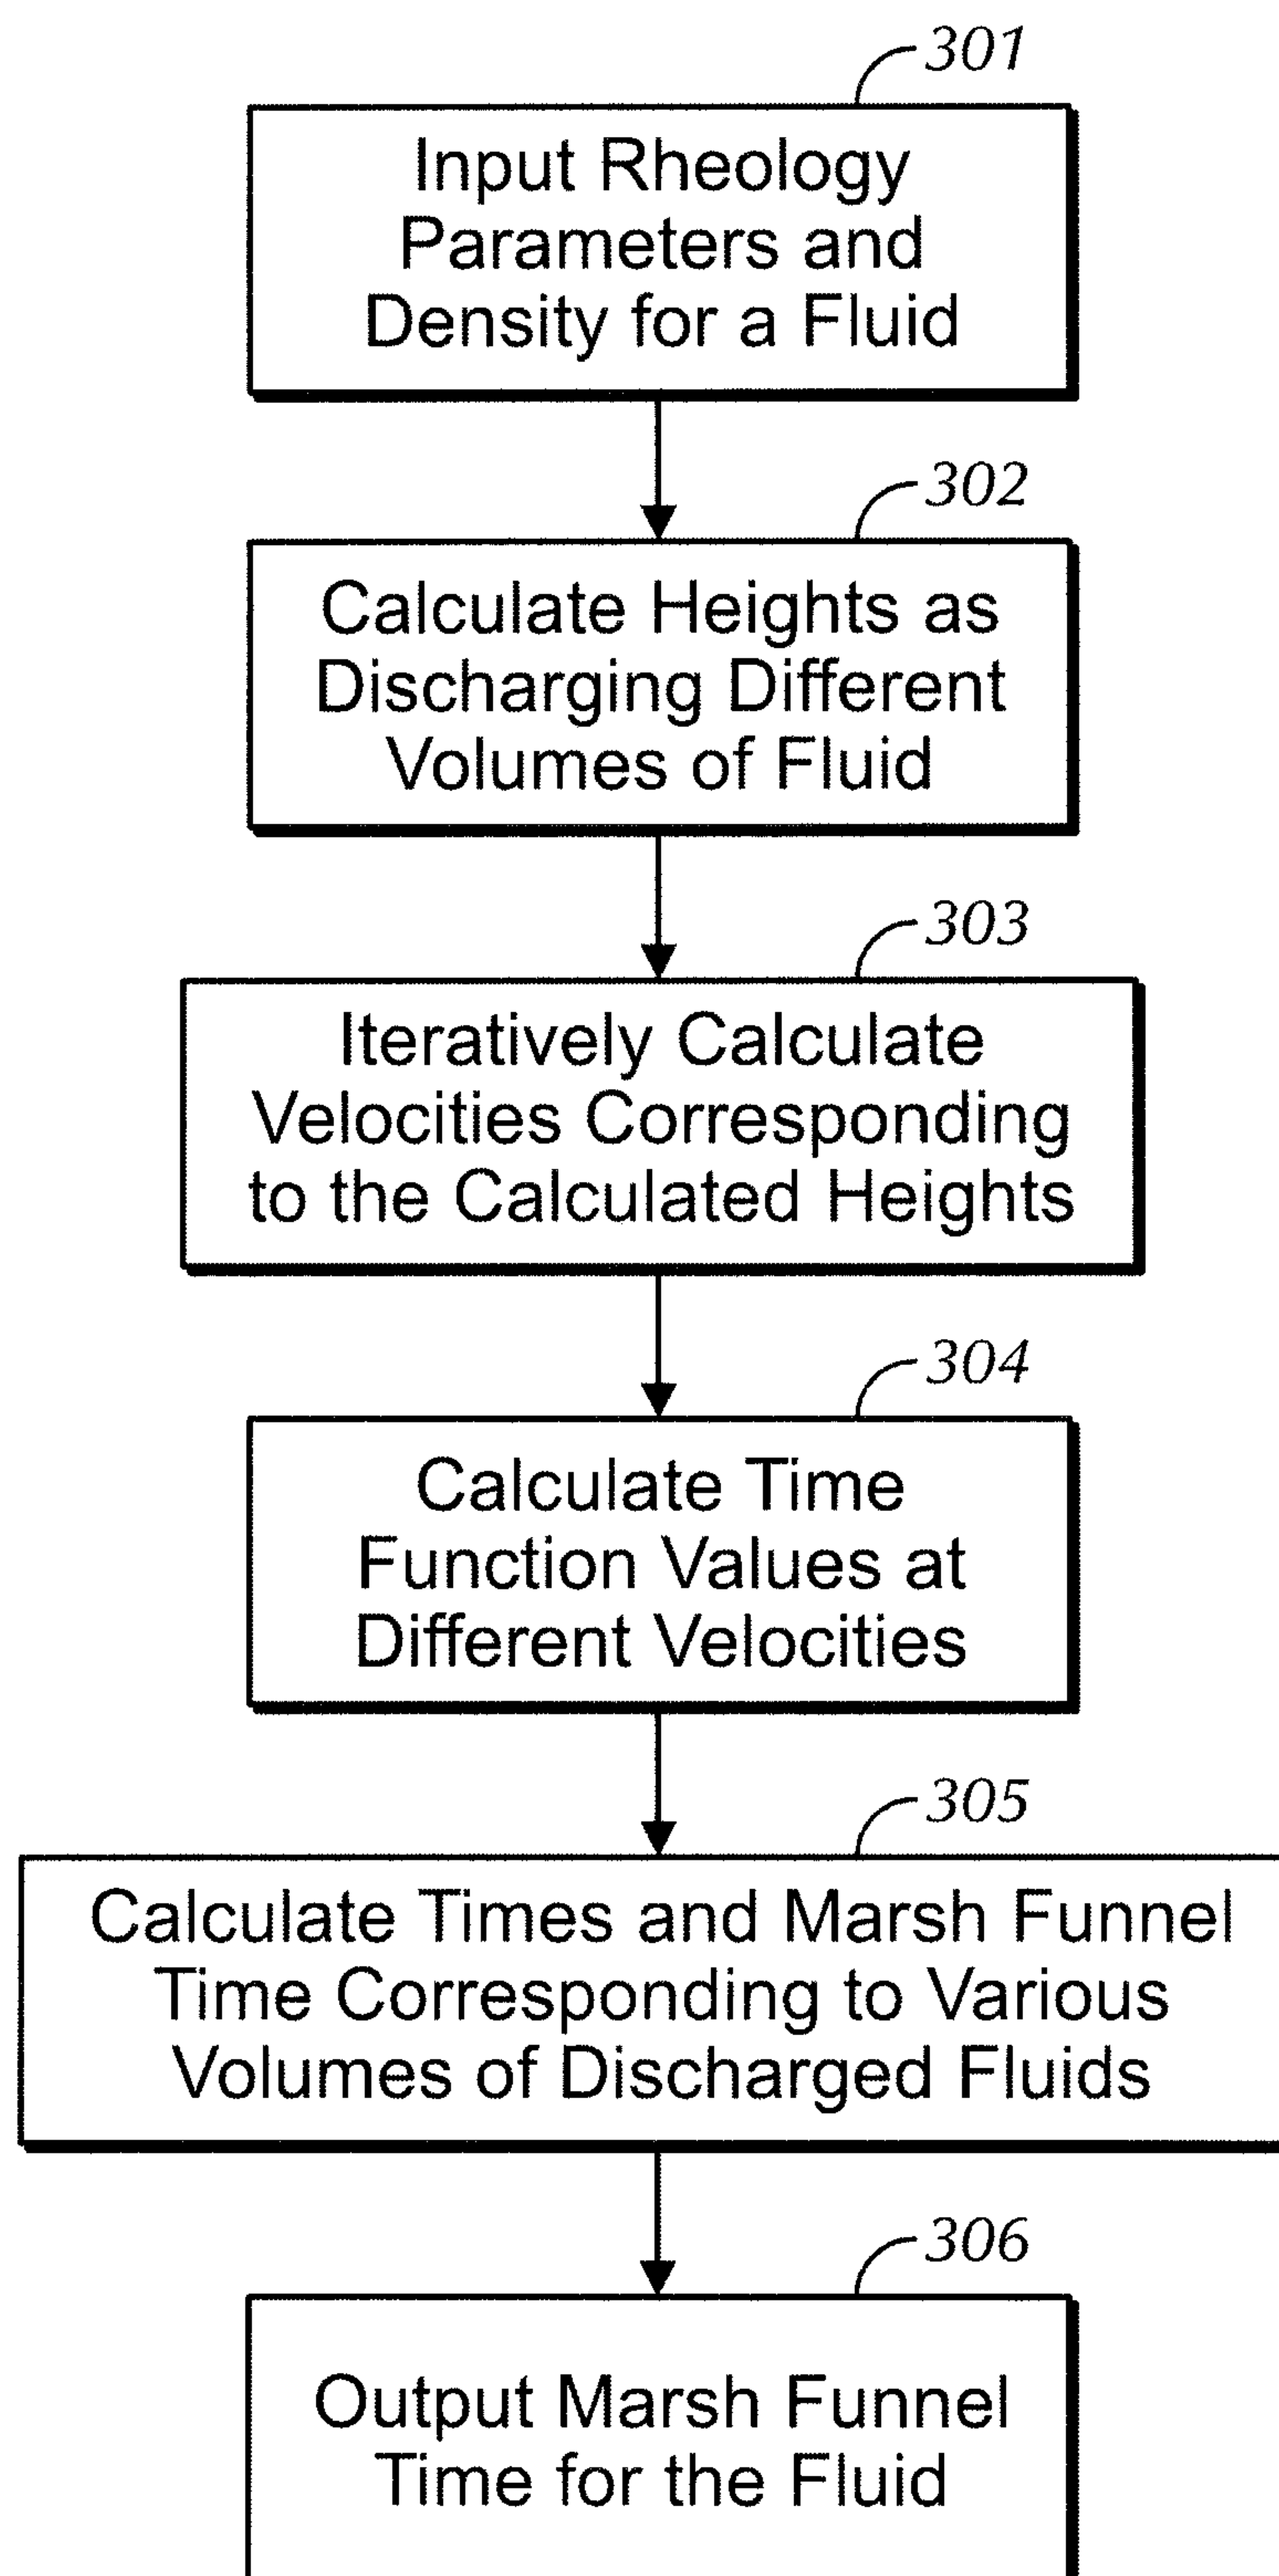 301
Input Rheology
Parameters and
Density for a Fluid
302
Calculate Heights as
Discharging Different
Volumes of Fluid
303
Iteratively Calculate
Velocities Corresponding
to the Calculated Heights
304
Calculate Time
Function Values at
Different Velocities
305
Calculate Times and Marsh Funnel
Time Corresponding to Various
Volumes of Discharged Fluids
306
Output Marsh Funnel
Time for the Fluid